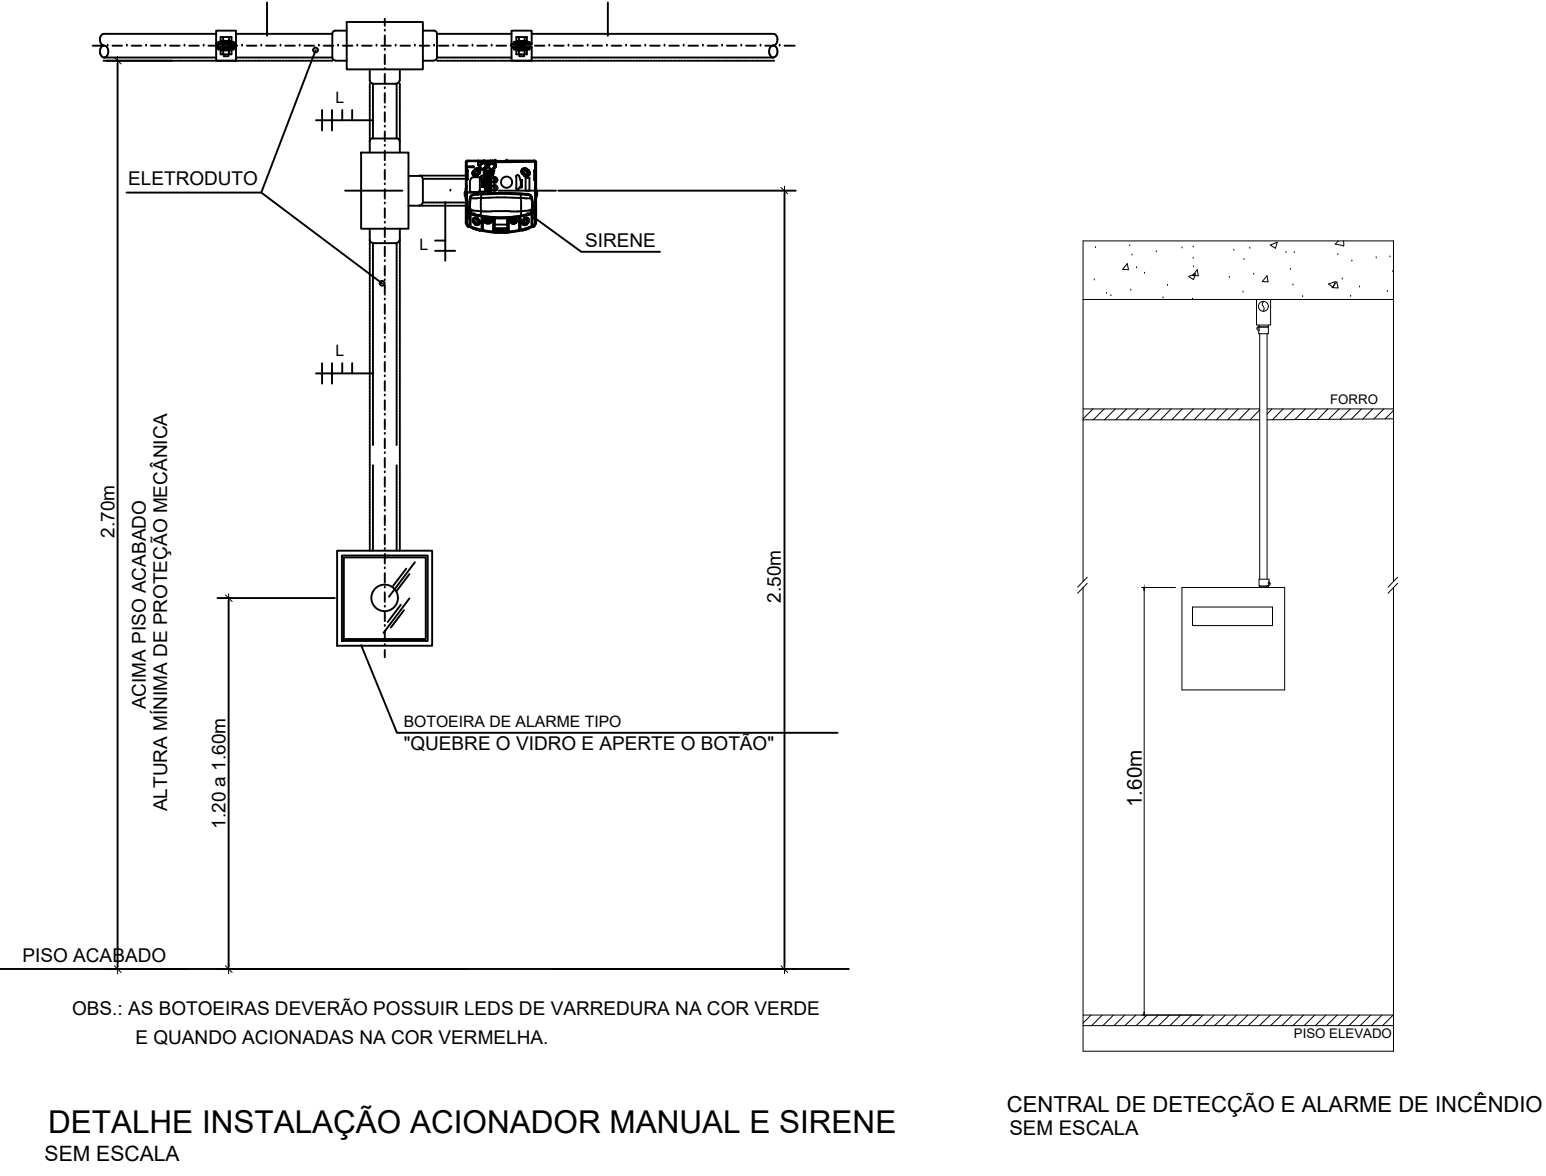 L
ELETRODUTO
SIRENE
L
L
2.70m
ACIMA PISO ACABADO
ALTURA MÍNIMA DE PROTEÇÃO MECÂNICA
1.20 a 1.60m
2.50m
BOTOEIRA DE ALARME TIPO
"QUEBRE O VIDRO E APERTE O BOTÃO"
PISO ACABADO
OBS.: AS BOTOEIRAS DEVERÃO POSSUIR LEDS DE VARREDURA NA COR VERDE
E QUANDO ACIONADAS NA COR VERMELHA.
DETALHE INSTALAÇÃO ACIONADOR MANUAL E SIRENE
SEM ESCALA
FORRO
1.60m
PISO ELEVADO
CENTRAL DE DETECÇÃO E ALARME DE INCÊNDIO
SEM ESCALA